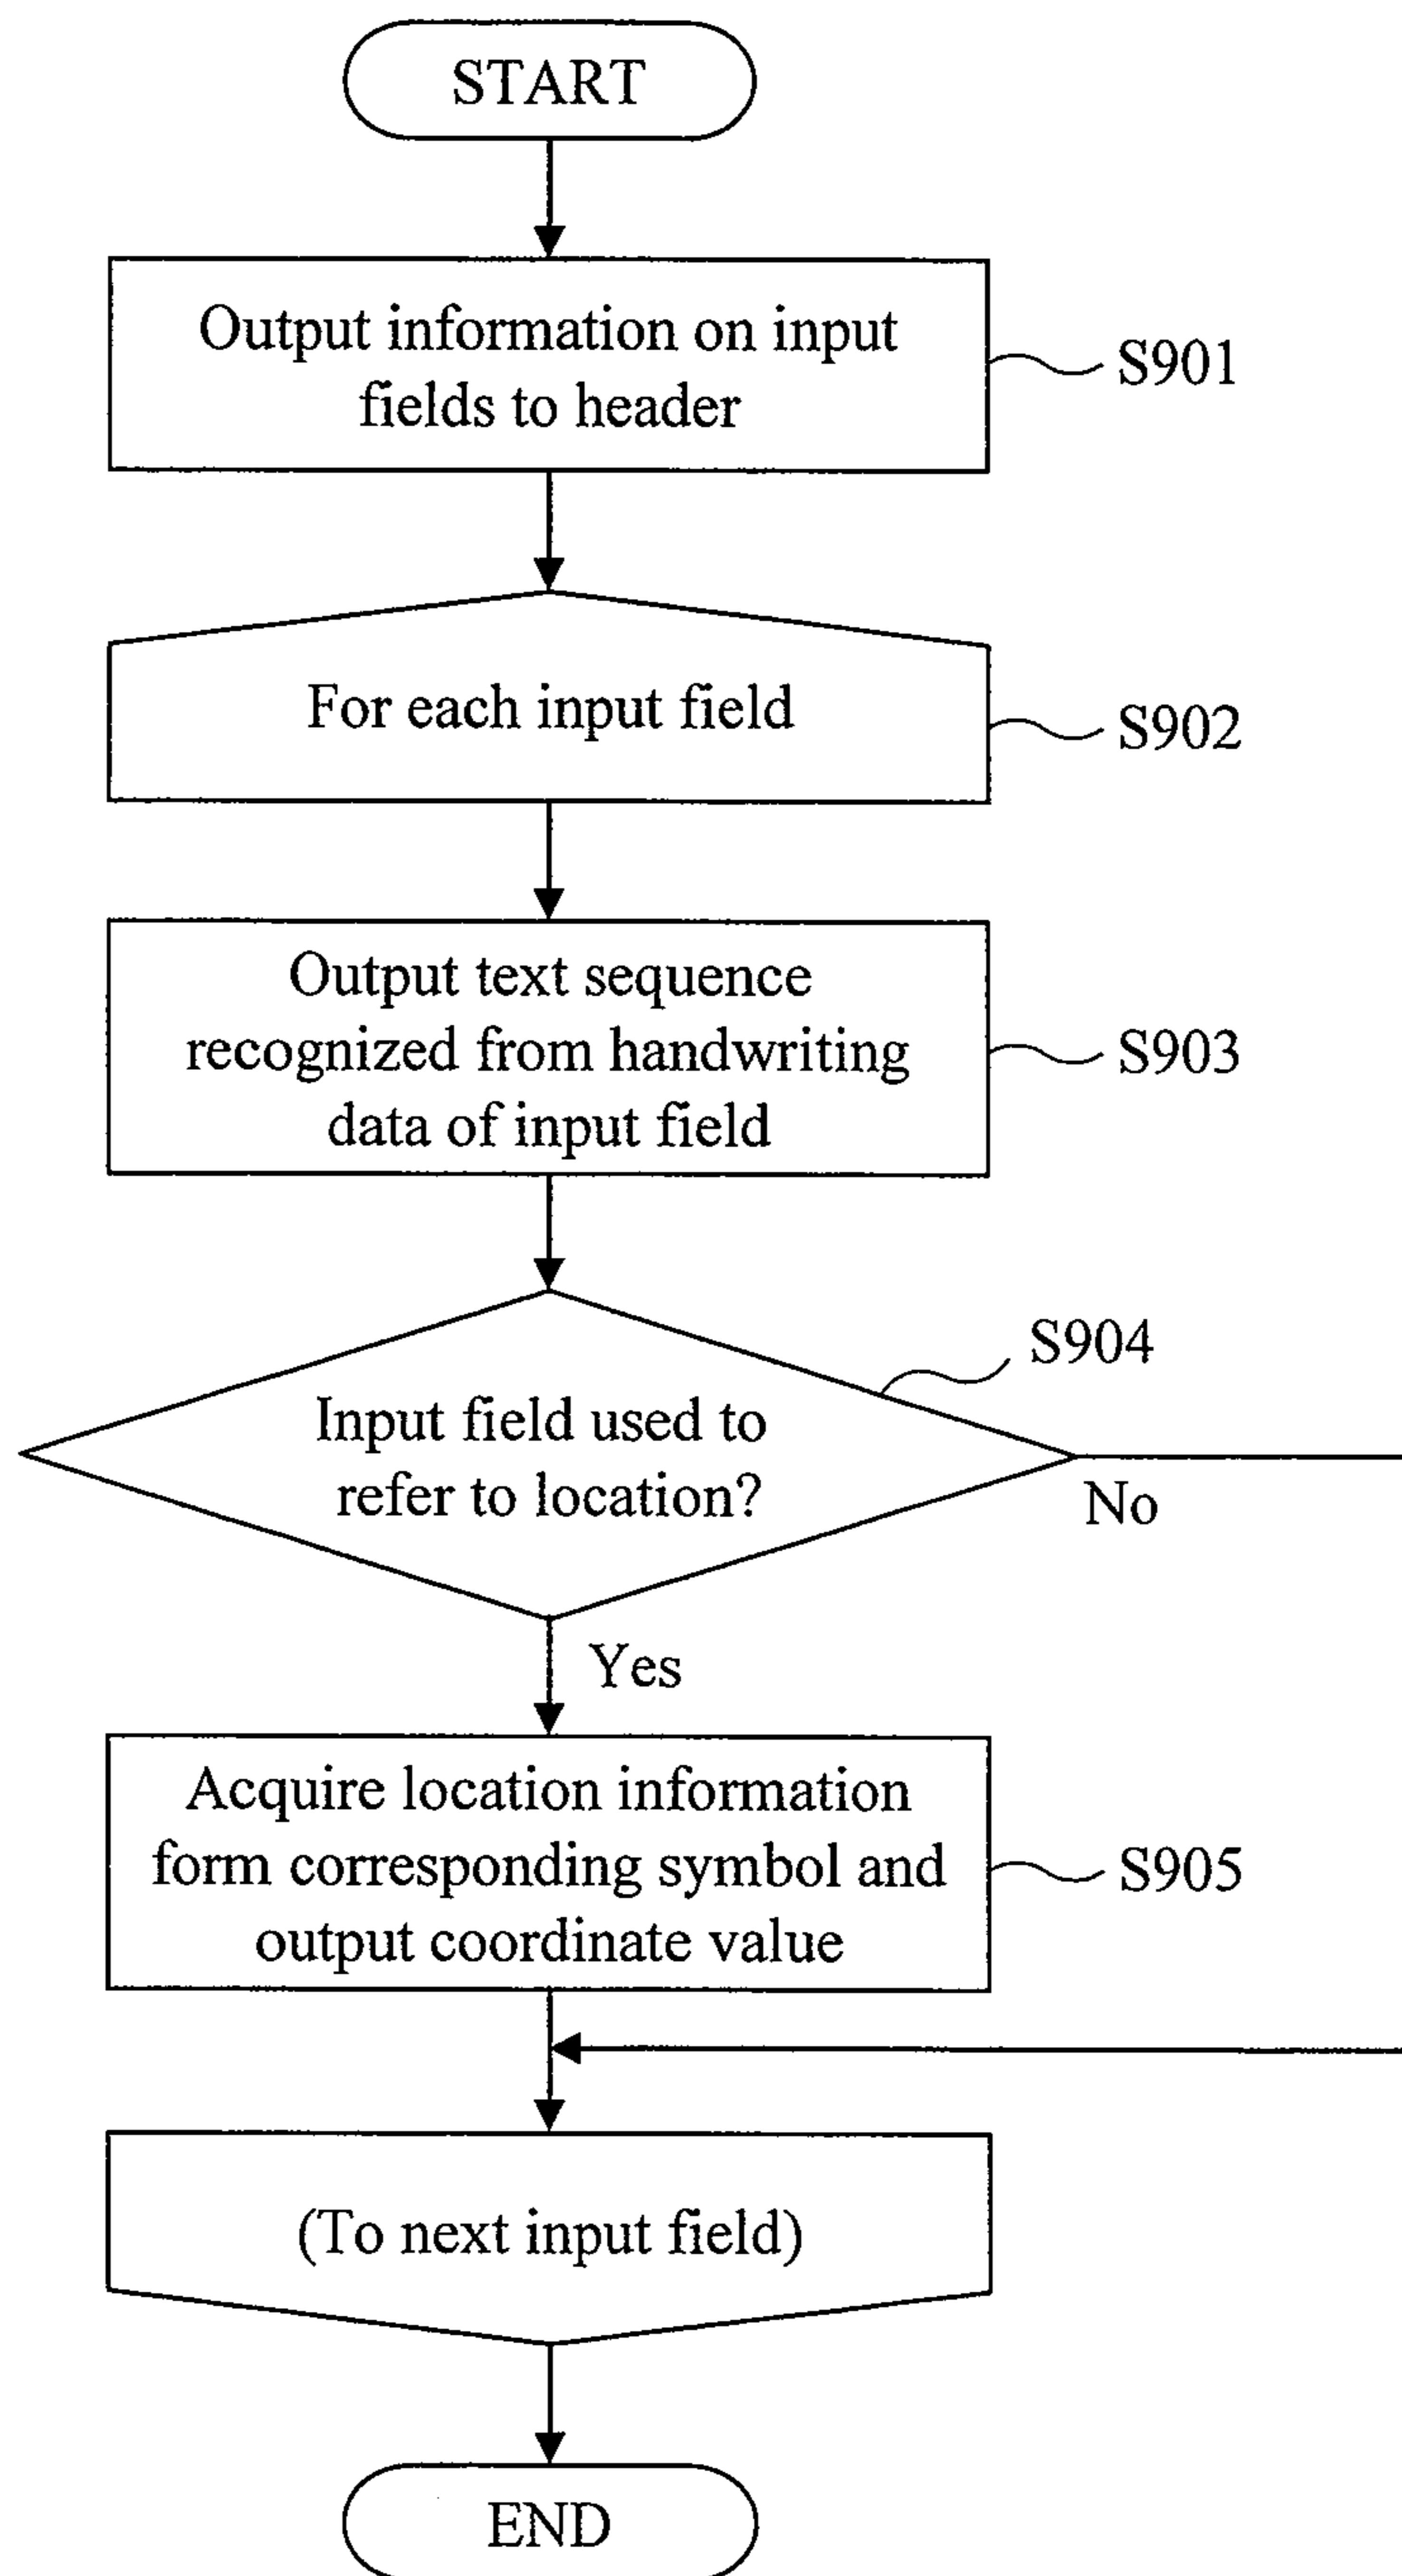 START
Output information on input
fields to header
S901
For each input field
S902
Output text sequence
recognized from handwriting
data of input field
S903
S904
Input field used to
refer to location?
No
Yes
Acquire location information
form corresponding symbol and
output coordinate value
S905
(To next input field)
END